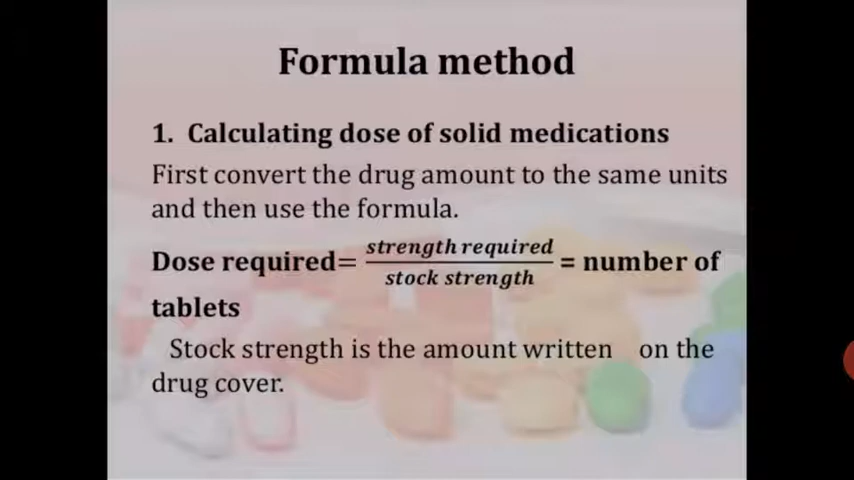 Formula method
1. Calculating dose of solid medications
First convert the drug amount to the same units
and then use the formula.
Dose required= strength required / stock strength = number of
tablets
Stock strength is the amount written on the
drug cover.